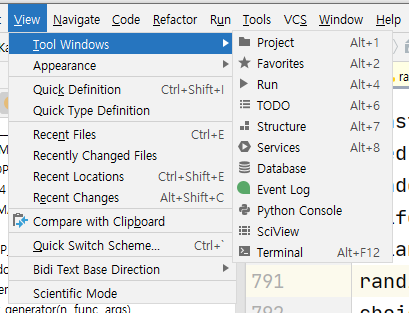 View Navigate Code Refactor Run Tools VCS Window Help
Tool Windows
Appearance
Quick Definition Ctrl+Shift+I
Quick Type Definition
Recent Files Ctrl+E
Recently Changed Files
Recent Locations Ctrl+Shift+E
Recent Changes Alt+Shift+C
Compare with Clipboard
Quick Switch Scheme... Ctrl+`
Bidi Text Base Direction
Scientific Mode
Project Alt+1
Favorites Alt+2
Run Alt+4
TODO Alt+6
Structure Alt+7
Services Alt+8
Database
Event Log
Python Console
SciView
Terminal Alt+F12
791 rand
792
generator(n_func_args)